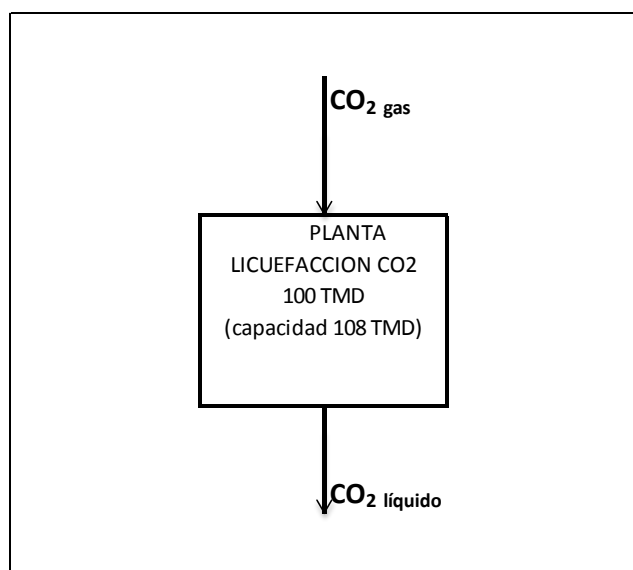 CO₂ gas
PLANTA
LICUEFACCION CO2
100 TMD
(capacidad 108 TMD)
CO₂ líquido